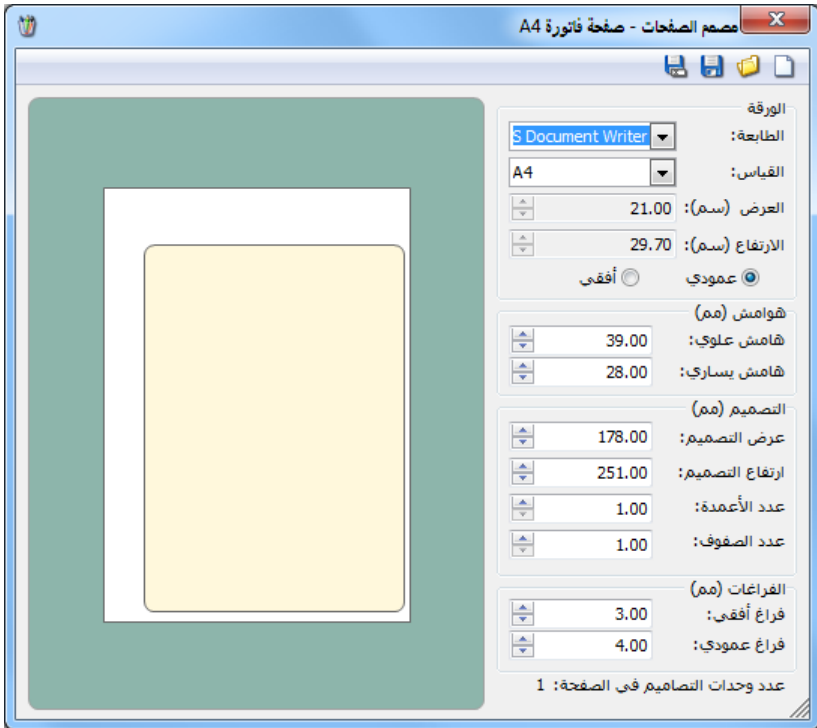 مصمم الصفحات - صفحة فاتورة A4
الورقة
الطابعة: S Document Writer
القياس: A4
العرض (سم): 21.00
الارتفاع (سم): 29.70
عمودي أفقي
هوامش (مم)
هامش علوي: 39.00
هامش يساري: 28.00
التصميم (مم)
عرض التصميم: 178.00
ارتفاع التصميم: 251.00
عدد الأعمدة: 1.00
عدد الصفوف: 1.00
الفراغات (مم)
فراغ أفقي: 3.00
فراغ عمودي: 4.00
عدد وحدات التصاميم في الصفحة: 1